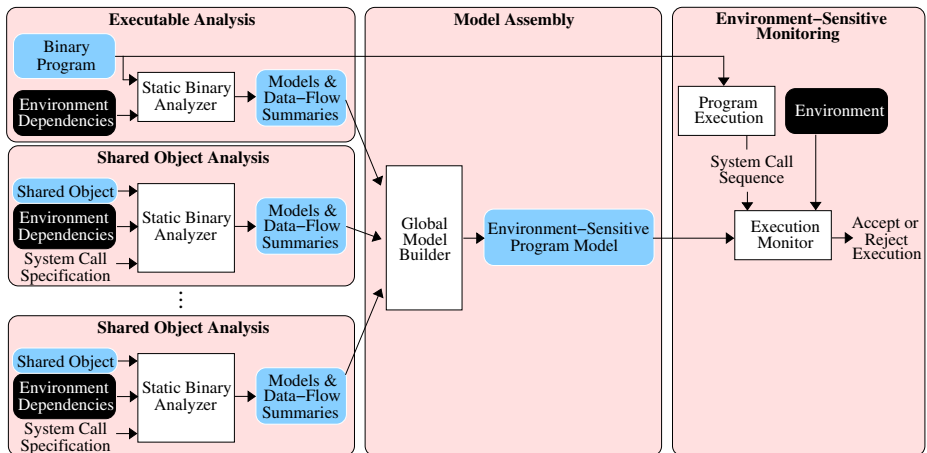 Executable Analysis
Binary
Program
Environment
Dependencies
Static Binary
Analyzer
Models &
Data−Flow
Summaries
Shared Object Analysis
Shared Object
Environment
Dependencies
System Call
Specification
Static Binary
Analyzer
Models &
Data−Flow
Summaries
Shared Object Analysis
Shared Object
Environment
Dependencies
System Call
Specification
Static Binary
Analyzer
Models &
Data−Flow
Summaries
Model Assembly
Global
Model
Builder
Environment−Sensitive
Program Model
Environment−Sensitive
Monitoring
Program
Execution
Environment
System Call
Sequence
Execution
Monitor
Accept or
Reject
Execution